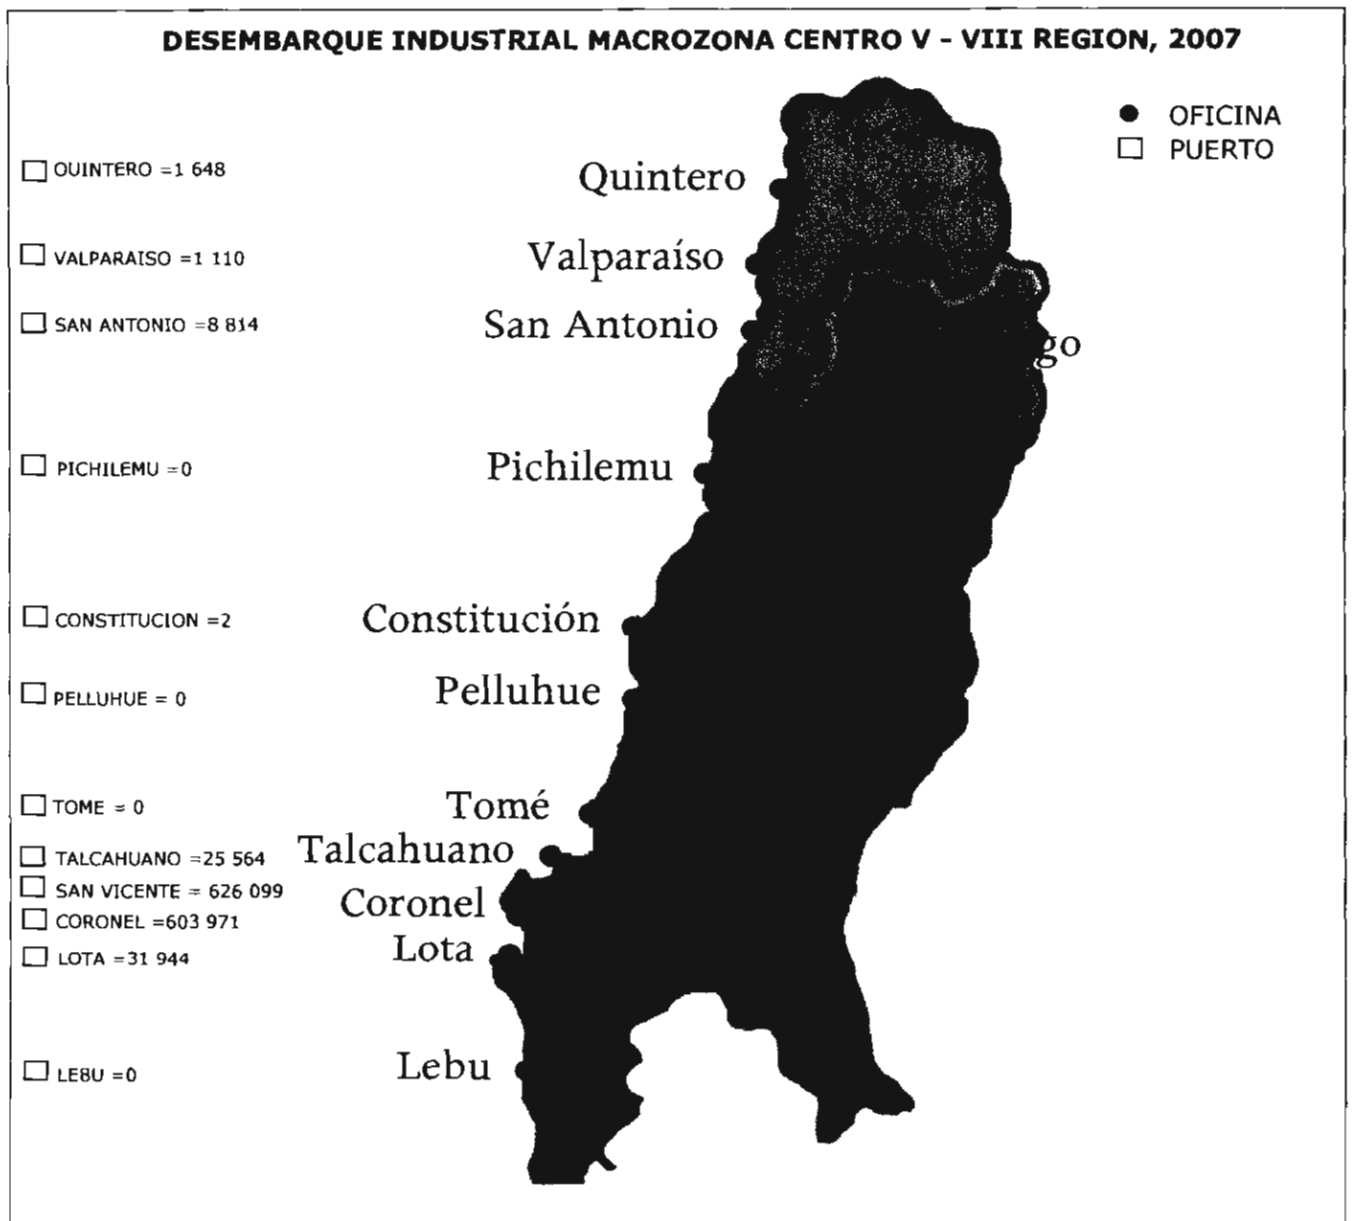 DESEMBARQUE INDUSTRIAL MACROZONA CENTRO V - VIII REGION, 2007
OFICINA
PUERTO
QUINTERO =1 648
Quintero
VALPARAISO =1 110
Valparaíso
SAN ANTONIO =8 814
San Antonio
go
PICHILEMU =0
Pichilemu
CONSTITUCION =2
Constitución
PELLUHUE = 0
Pelluhue
TOME = 0
Tomé
TALCAHUANO =25 564
Talcahuano
SAN VICENTE = 626 099
CORONEL =603 971
Coronel
LOTA =31 944
Lota
LEBU =0
Lebu